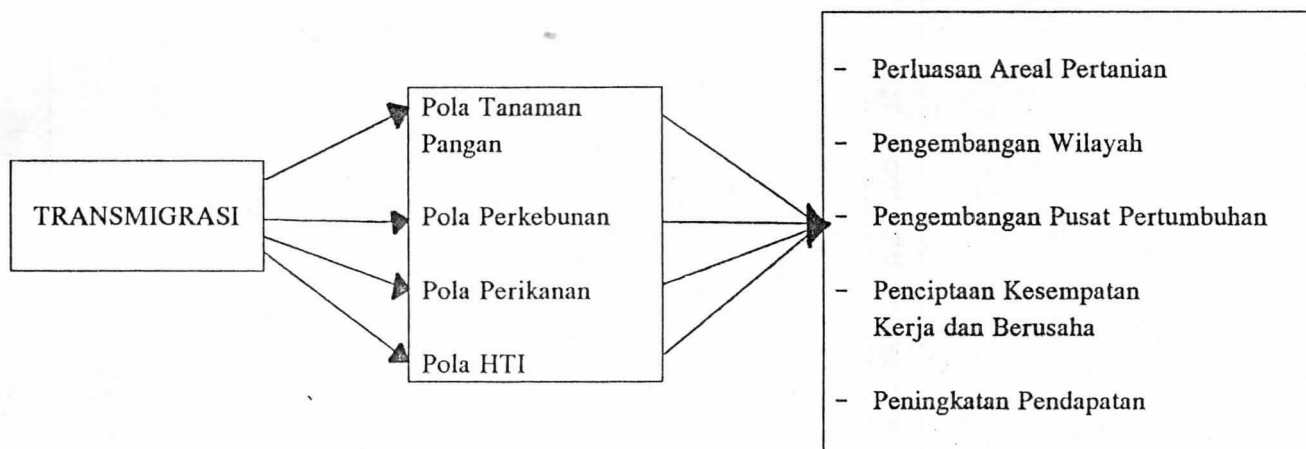 TRANSMIGRASI
Pola Tanaman
Pangan
Pola Perkebunan
Pola Perikanan
Pola HTI
- Perluasan Areal Pertanian
- Pengembangan Wilayah
- Pengembangan Pusat Pertumbuhan
- Penciptaan Kesempatan
Kerja dan Berusaha
- Peningkatan Pendapatan